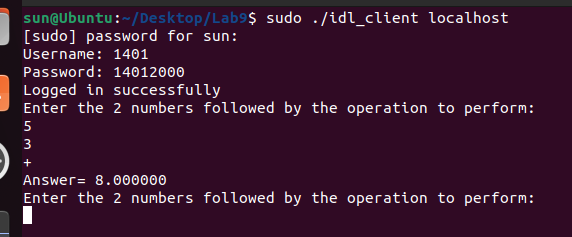 sun@Ubuntu:~/Desktop/Lab9$ sudo ./idl_client localhost
[sudo] password for sun:
Username: 1401
Password: 14012000
Logged in successfully
Enter the 2 numbers followed by the operation to perform:
5
3
+
Answer= 8.000000
Enter the 2 numbers followed by the operation to perform: